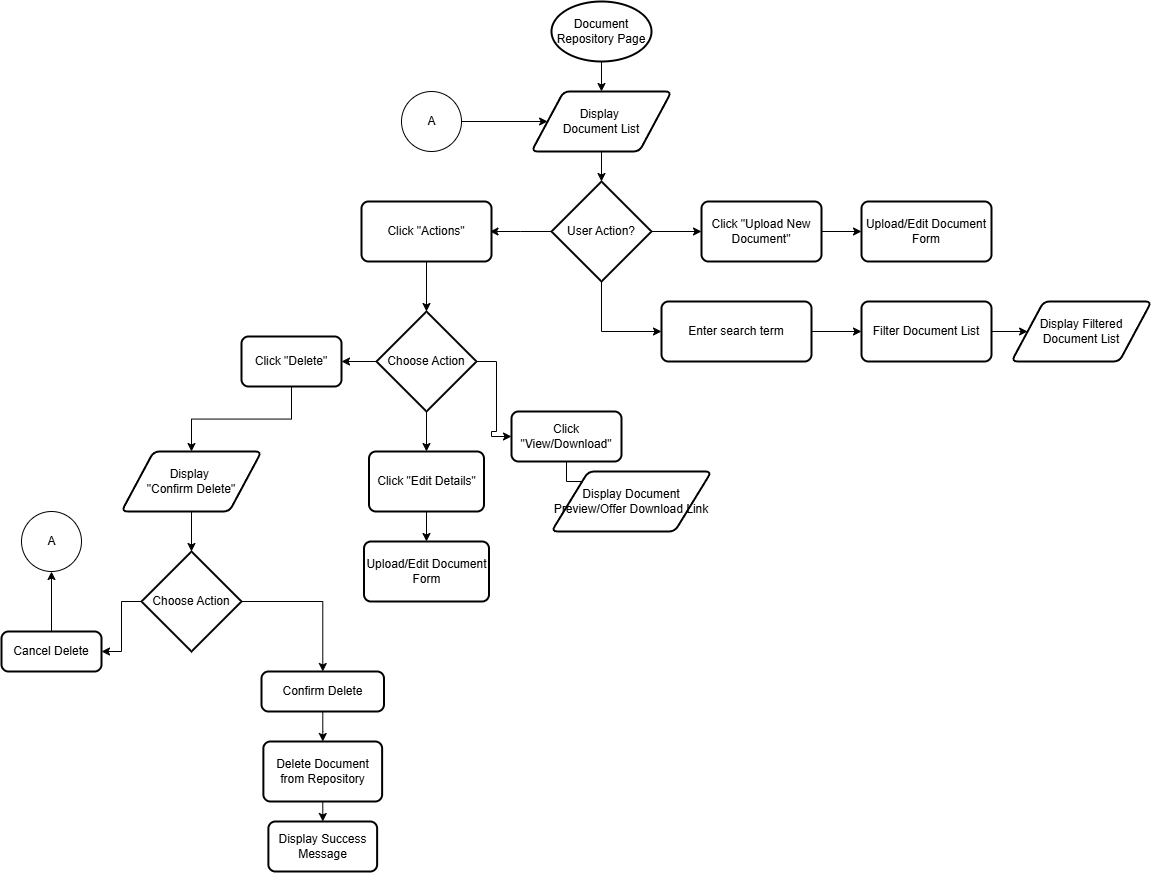 Document
Repository Page
A
Display
Document List
Click "Actions"
User Action?
Click "Upload New
Document"
Upload/Edit Document
Form
Enter search term
Filter Document List
Display Filtered
Document List
Click "Delete"
Choose Action
Click
"View/Download"
Display
"Confirm Delete"
Click "Edit Details"
Display Document
Preview/Offer Download Link
A
Upload/Edit Document
Form
Choose Action
Cancel Delete
Confirm Delete
Delete Document
from Repository
Display Success
Message